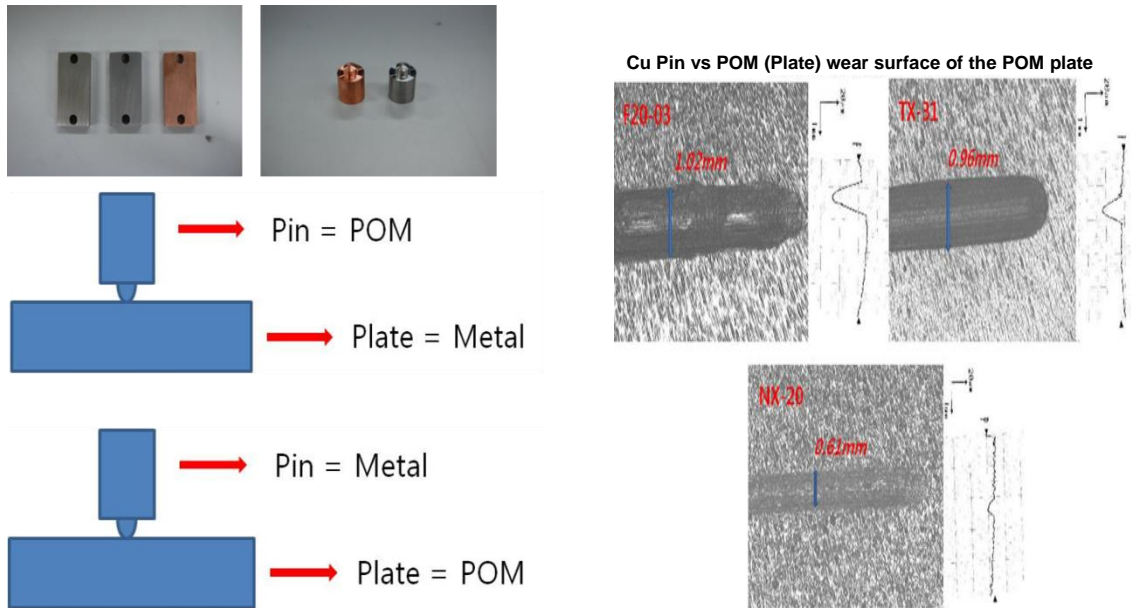 Pin = POM
Plate = Metal
Pin = Metal
Plate = POM
Cu Pin vs POM (Plate) wear surface of the POM plate
F20-03
1.02mm
TX-31
0.96mm
NX-20
0.61mm